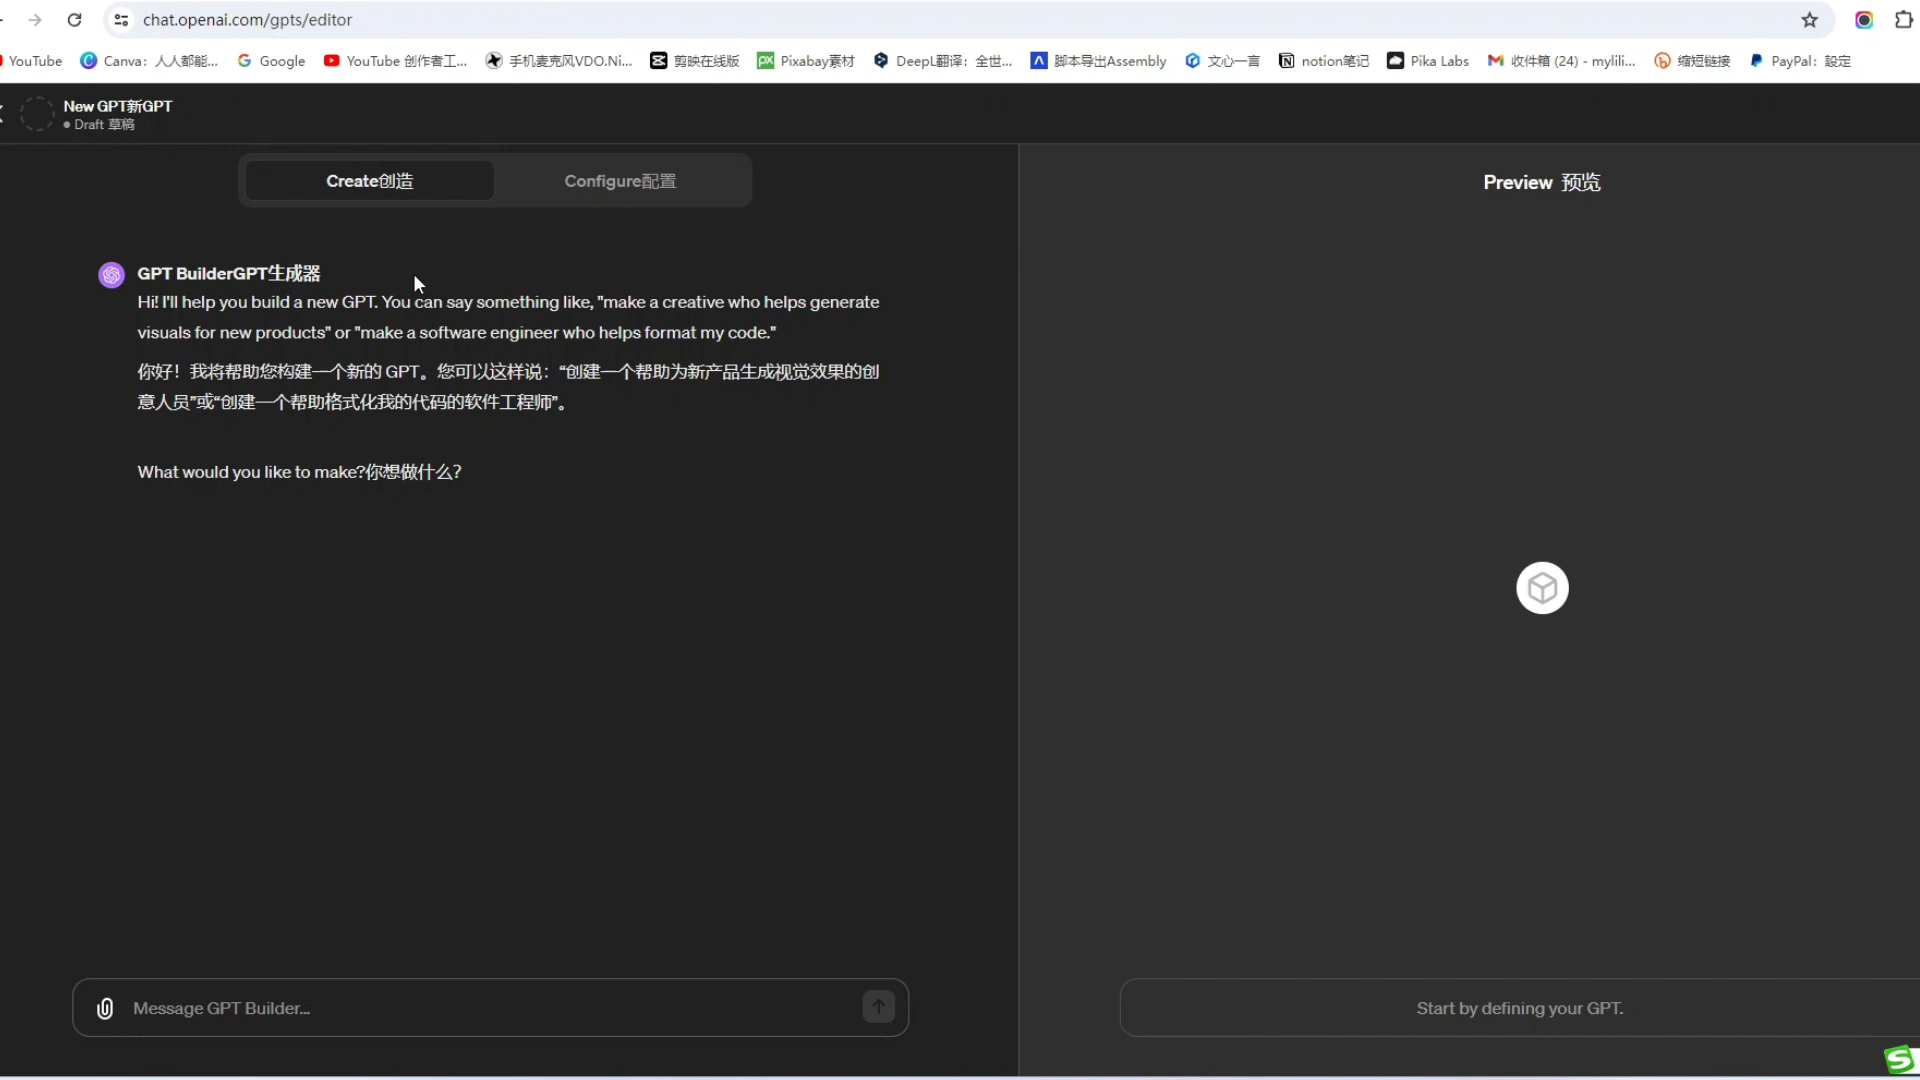 chat.openai.com/gpts/editor
YouTube Canva：人人都能... Google YouTube 创作者工... 手机麦克风VDO.Ni... 剪映在线版 Pixabay素材 DeepL翻译：全世... 脚本导出Assembly 文心一言 notion笔记 Pika Labs 收件箱 (24) - mylili... 缩短链接 PayPal：設定
New GPT新GPT
Draft 草稿
Create创造 Configure配置
Preview 预览
GPT BuilderGPT生成器
Hi! I'll help you build a new GPT. You can say something like, "make a creative who helps generate
visuals for new products" or "make a software engineer who helps format my code."
你好！我将帮助您构建一个新的 GPT。您可以这样说：“创建一个帮助为新产品生成视觉效果的创
意人员”或“创建一个帮助格式化我的代码的软件工程师”。
What would you like to make?你想做什么?
Message GPT Builder...
Start by defining your GPT.